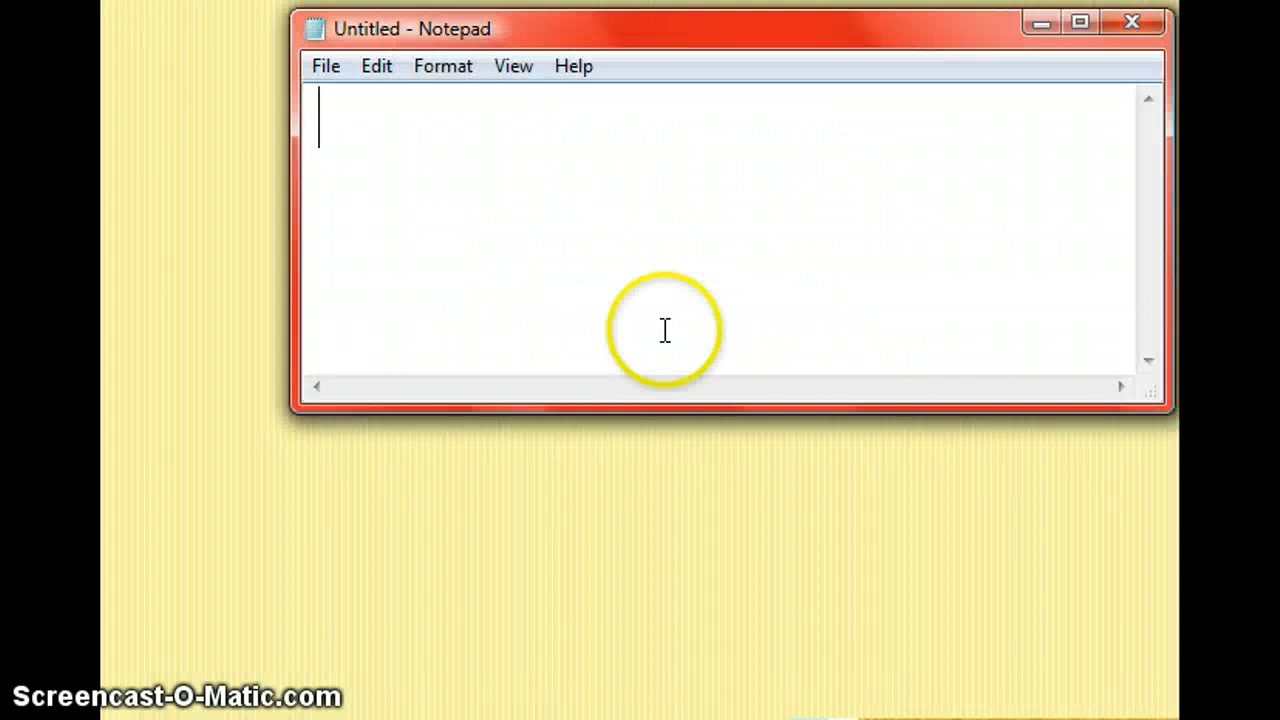 Untitled - Notepad
File Edit Format View Help
Screencast-O-Matic.com